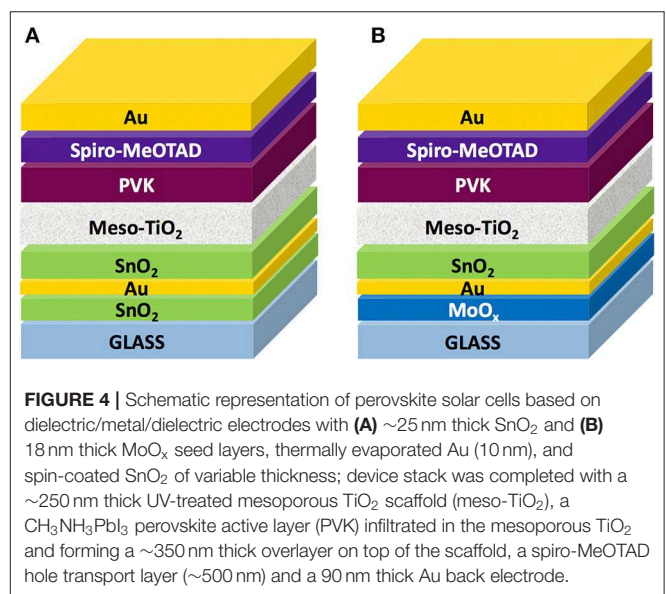 A
Au
Spiro-MeOTAD
PVK
Meso-TiO₂
SnO₂
Au
SnO₂
GLASS
B
Au
Spiro-MeOTAD
PVK
Meso-TiO₂
SnO₂
Au
MoOₓ
GLASS
FIGURE 4 | Schematic representation of perovskite solar cells based on
dielectric/metal/dielectric electrodes with (A) ∼25 nm thick SnO₂ and (B)
18 nm thick MoOₓ seed layers, thermally evaporated Au (10 nm), and
spin-coated SnO₂ of variable thickness; device stack was completed with a
∼250 nm thick UV-treated mesoporous TiO₂ scaffold (meso-TiO₂), a
CH₃NH₃PbI₃ perovskite active layer (PVK) infiltrated in the mesoporous TiO₂
and forming a ∼350 nm thick overlayer on top of the scaffold, a spiro-MeOTAD
hole transport layer (∼500 nm) and a 90 nm thick Au back electrode.